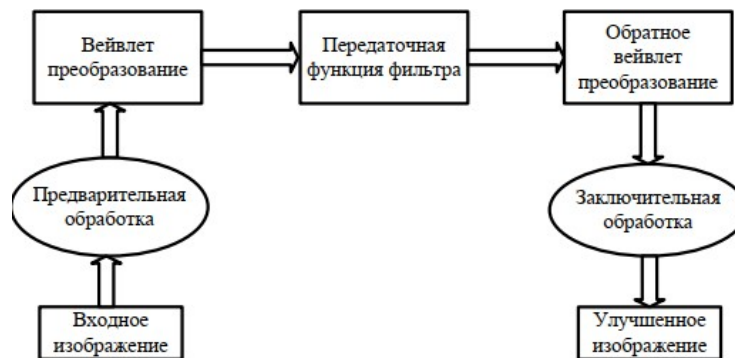 Вейвлет
преобразование
Передаточная
функция фильтра
Обратное
вейвлет
преобразование
Предварительная
обработка
Заключительная
обработка
Входное
изображение
Улучшенное
изображение